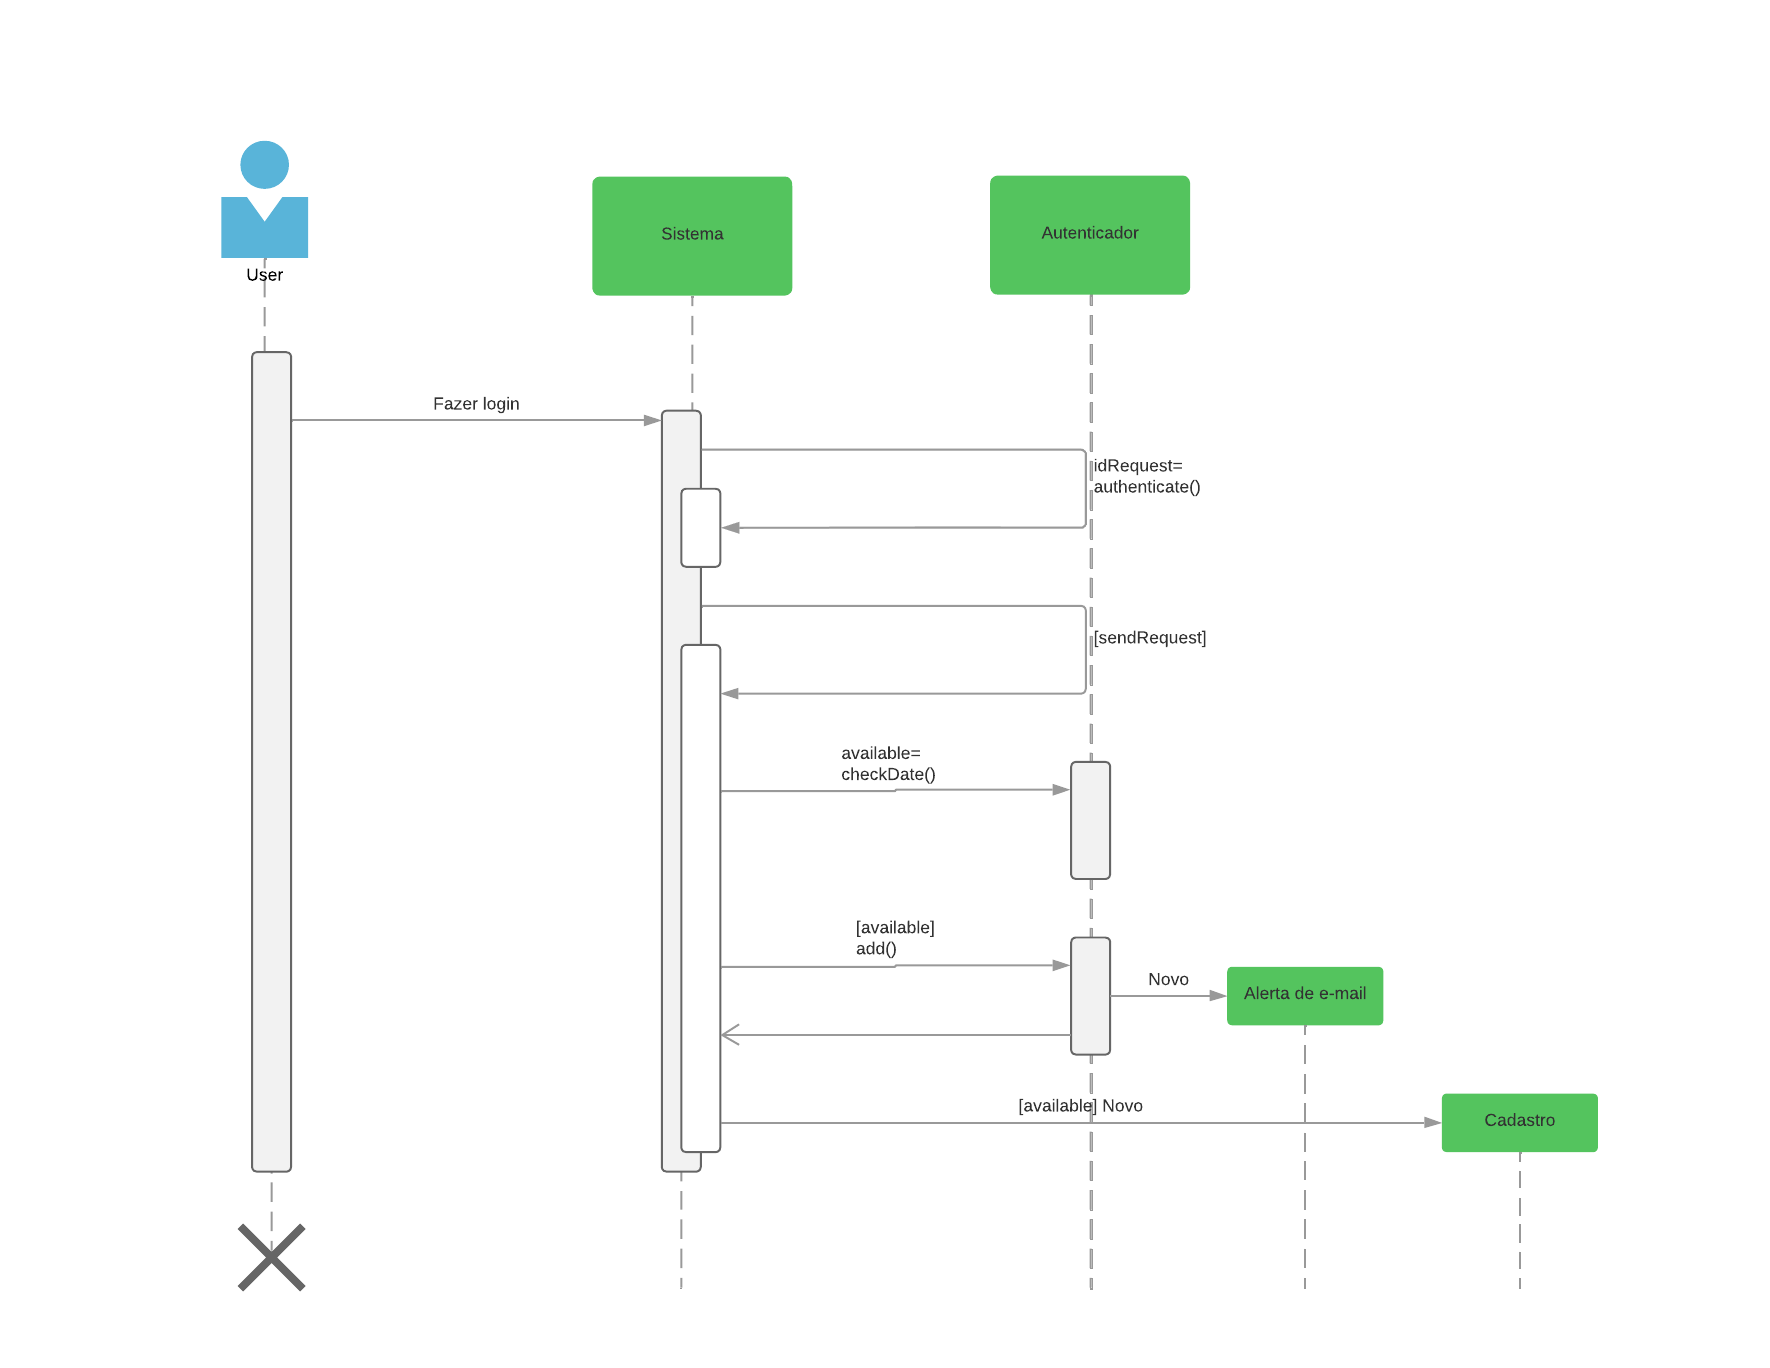 User
Sistema
Autenticador
Fazer login
idRequest=
authenticate()
[sendRequest]
available=
checkDate()
[available]
add()
Novo
Alerta de e-mail
[available] Novo
Cadastro